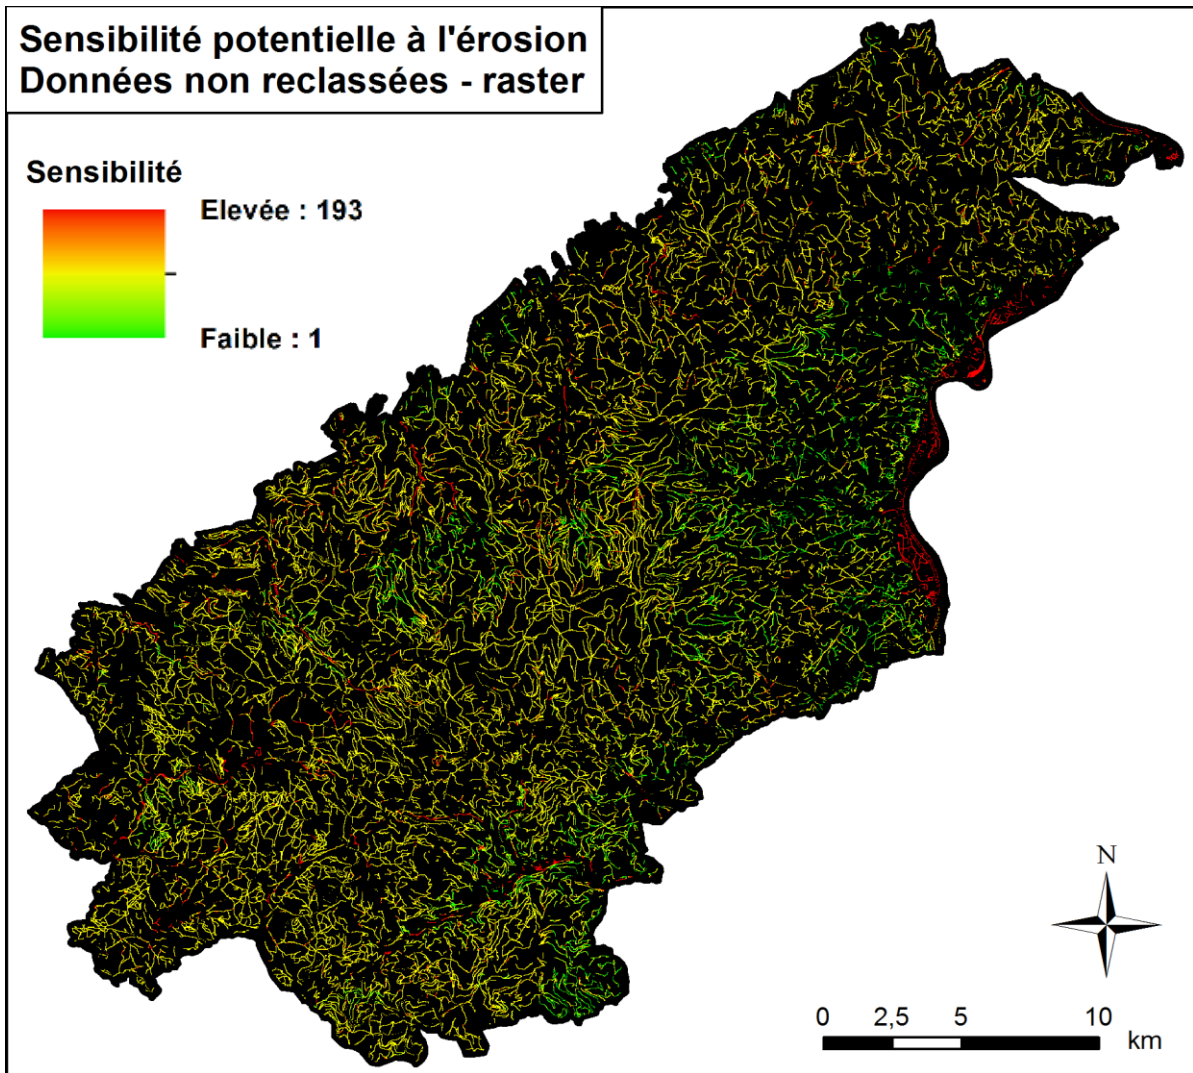 Sensibilité potentielle à l'érosion
Données non reclassées - raster
Sensibilité
Elevée : 193
Faible : 1
N
0 2,5 5 10
km